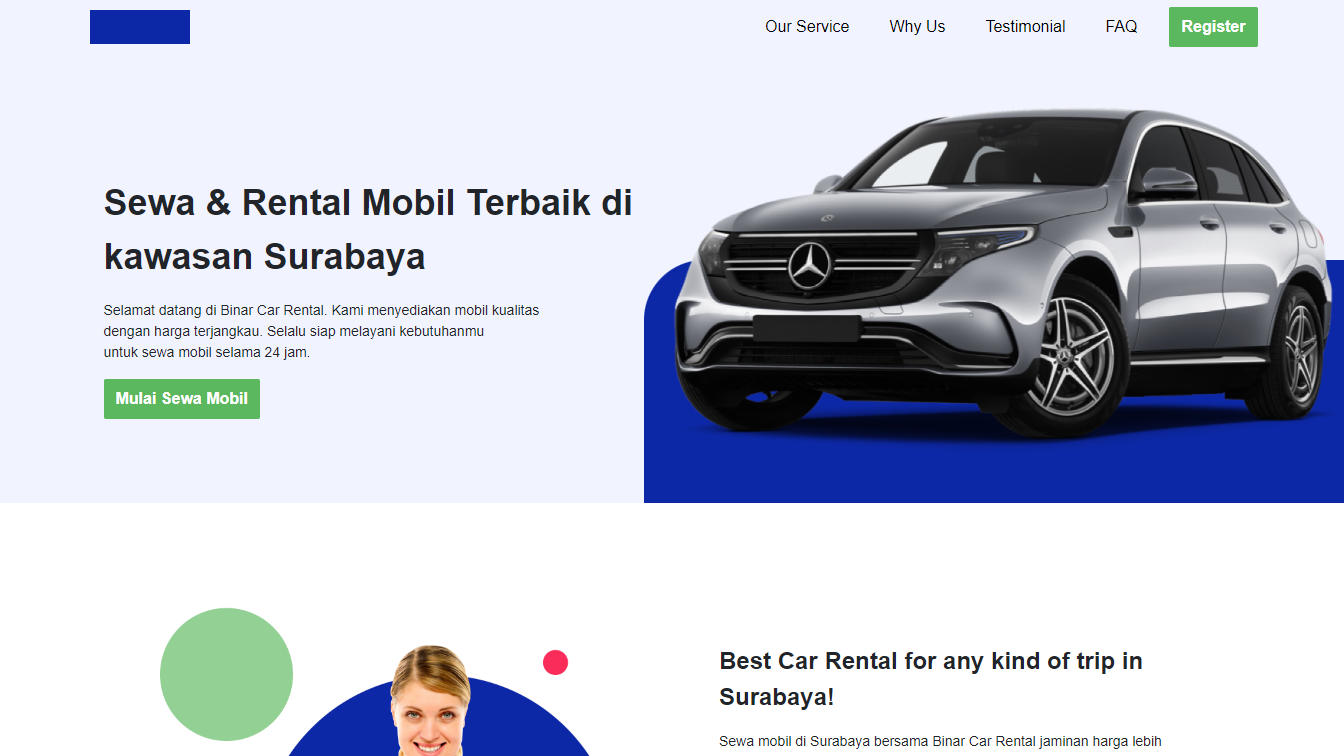 Our Service
Why Us
Testimonial
FAQ
Register
Sewa & Rental Mobil Terbaik di
kawasan Surabaya
Selamat datang di Binar Car Rental. Kami menyediakan mobil kualitas
dengan harga terjangkau. Selalu siap melayani kebutuhanmu
untuk sewa mobil selama 24 jam.
Mulai Sewa Mobil
Best Car Rental for any kind of trip in
Surabaya!
Sewa mobil di Surabaya bersama Binar Car Rental jaminan harga lebih